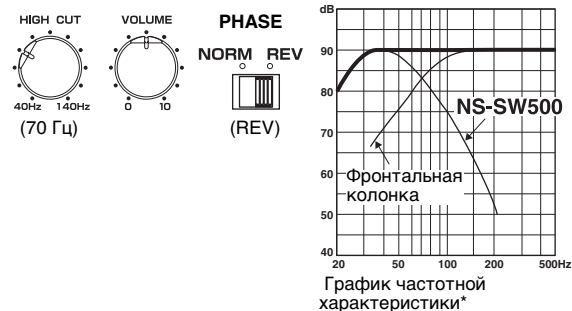 HIGH CUT
VOLUME
PHASE
NORM REV
40Hz 140Hz
0 10
(70 Гц)
(REV)
dB
90
80
70
60
50
40
NS-SW500
Фронтальная
колонка
20 50 100 200 500Hz
График частотной
характеристики*